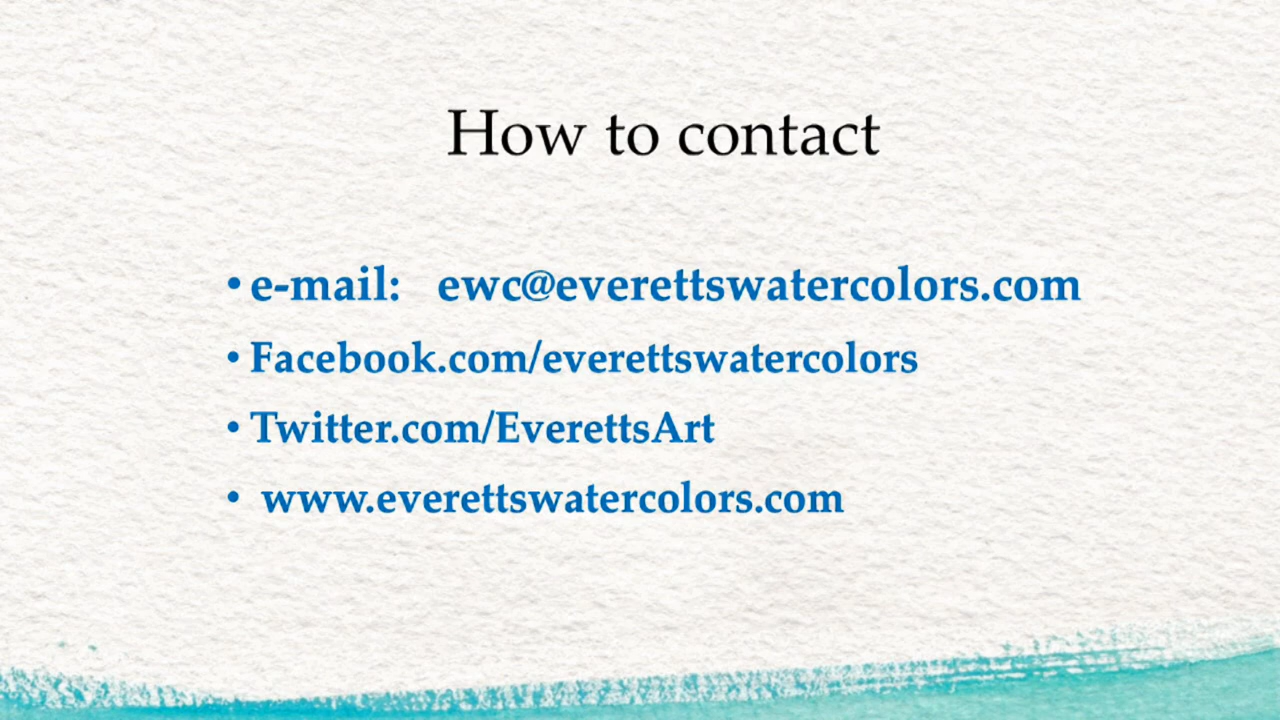 How to contact
• e-mail: ewc@everettswatercolors.com
• Facebook.com/everettswatercolors
• Twitter.com/EverettsArt
• www.everettswatercolors.com